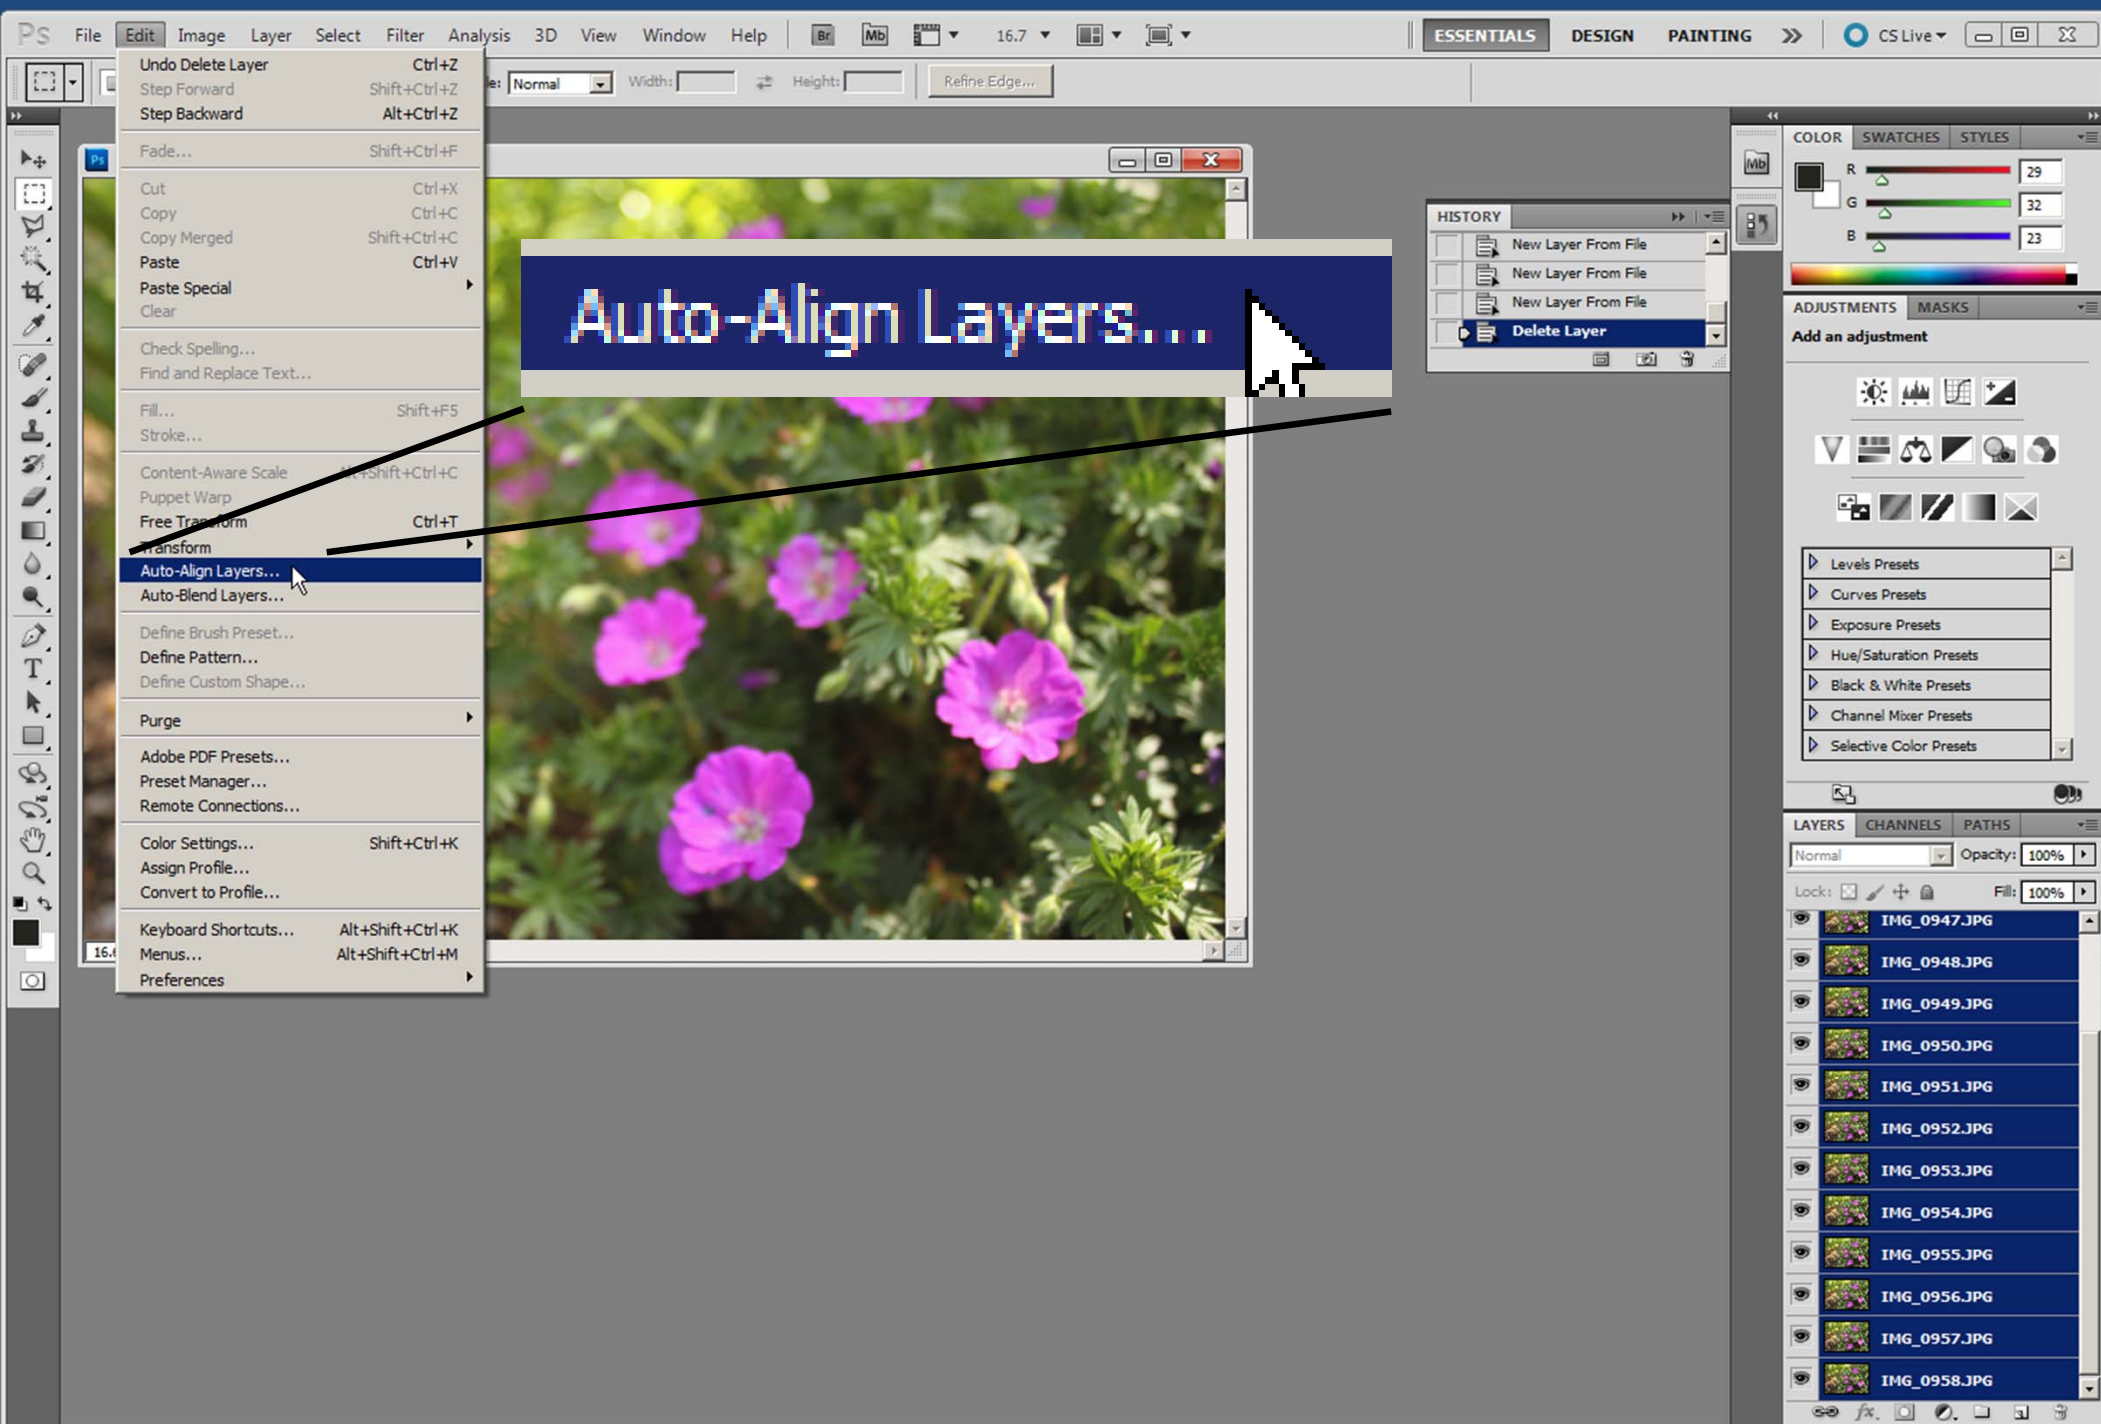 Ps File Edit Image Layer Select Filter Analysis 3D View Window Help Br Mb 16.7 ESSENTIALS DESIGN PAINTING CS Live
Normal Width: Height: Refine Edge...
Undo Delete Layer Ctrl+Z
Step Forward Shift+Ctrl+Z
Step Backward Alt+Ctrl+Z
Fade... Shift+Ctrl+F
Cut Ctrl+X
Copy Ctrl+C
Copy Merged Shift+Ctrl+C
Paste Ctrl+V
Paste Special
Clear
Check Spelling...
Find and Replace Text...
Fill... Shift+F5
Stroke...
Content-Aware Scale Alt+Shift+Ctrl+C
Puppet Warp
Free Transform Ctrl+T
Transform
Auto-Align Layers...
Auto-Blend Layers...
Define Brush Preset...
Define Pattern...
Define Custom Shape...
Purge
Adobe PDF Presets...
Preset Manager...
Remote Connections...
Color Settings... Shift+Ctrl+K
Assign Profile...
Convert to Profile...
Keyboard Shortcuts... Alt+Shift+Ctrl+K
Menus... Alt+Shift+Ctrl+M
Preferences
Ps
Auto-Align Layers...
HISTORY
New Layer From File
New Layer From File
New Layer From File
Delete Layer
Mb
COLOR SWATCHES STYLES
R 29
G 32
B 23
ADJUSTMENTS MASKS
Add an adjustment
Levels Presets
Curves Presets
Exposure Presets
Hue/Saturation Presets
Black & White Presets
Channel Mixer Presets
Selective Color Presets
LAYERS CHANNELS PATHS
Normal Opacity: 100%
Lock: Fill: 100%
IMG_0947.JPG
IMG_0948.JPG
IMG_0949.JPG
IMG_0950.JPG
IMG_0951.JPG
IMG_0952.JPG
IMG_0953.JPG
IMG_0954.JPG
IMG_0955.JPG
IMG_0956.JPG
IMG_0957.JPG
IMG_0958.JPG
fx